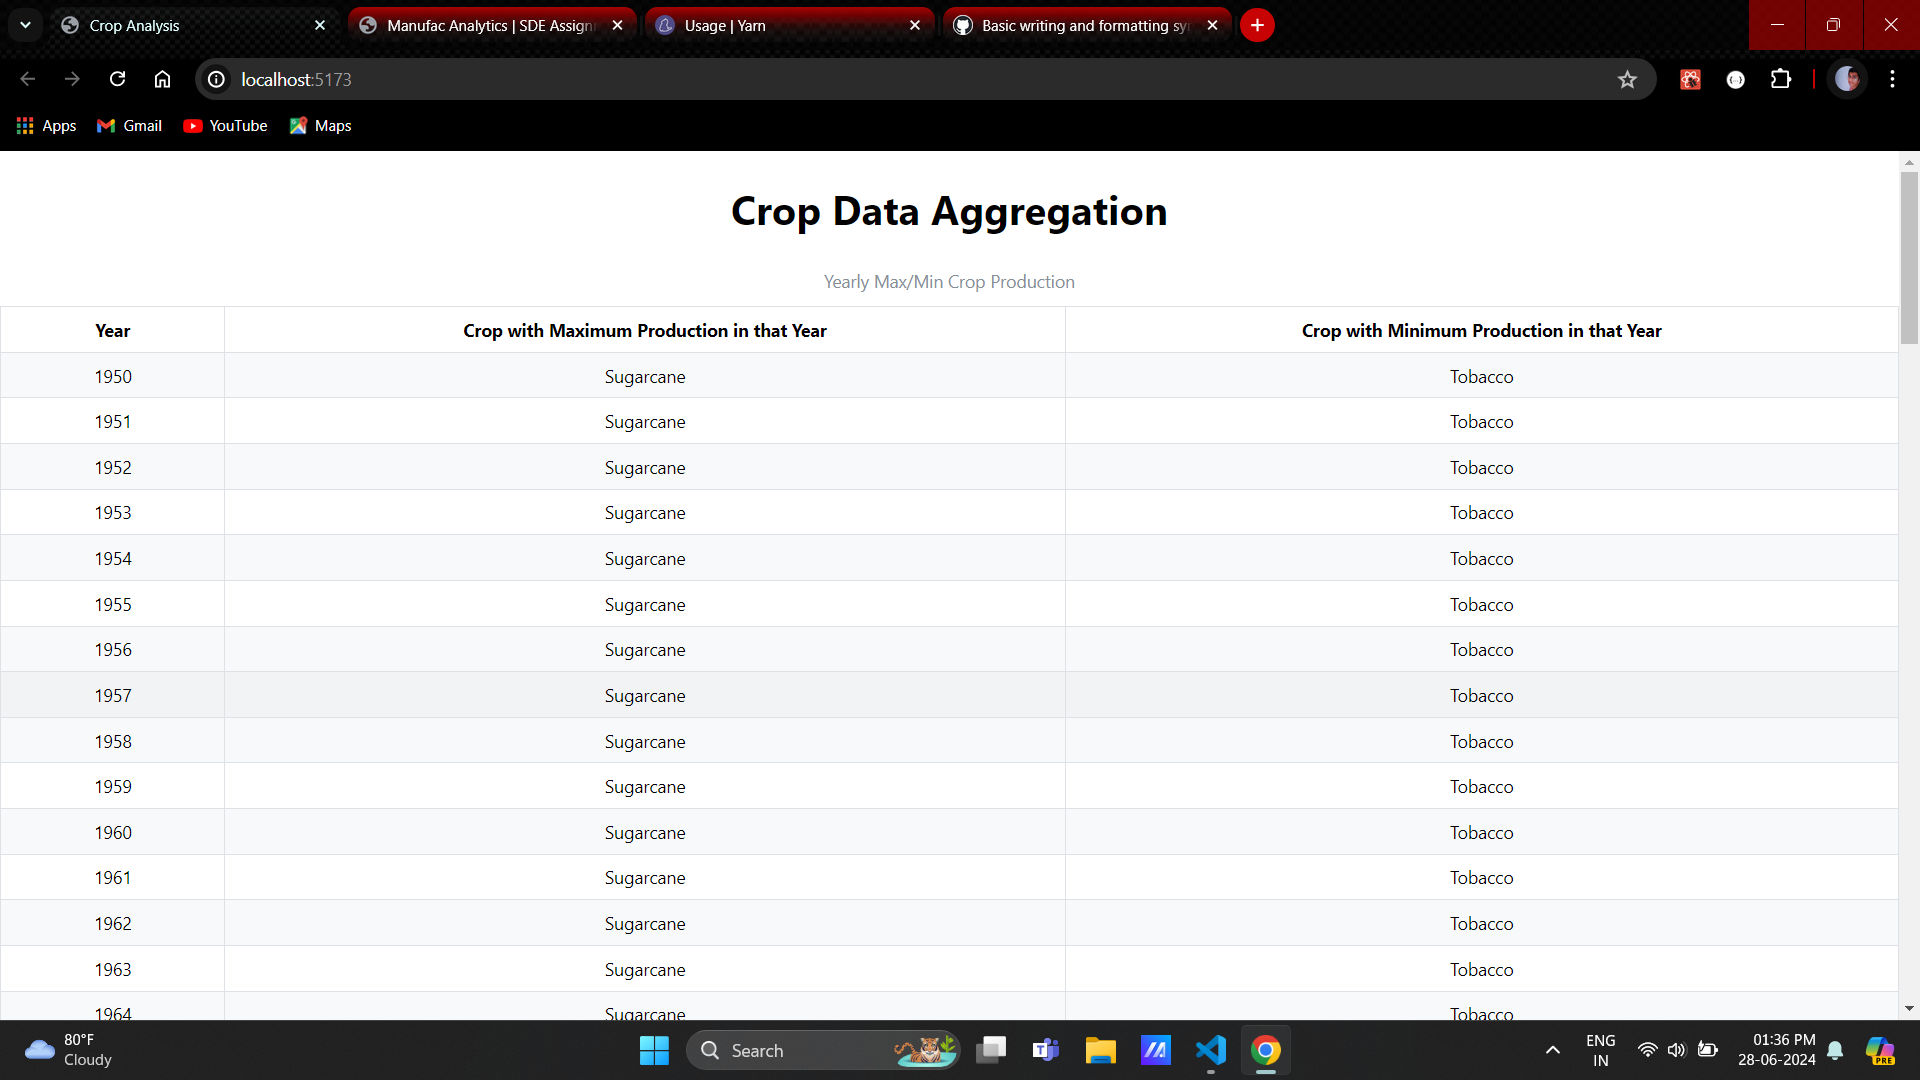 Crop Analysis
Manufac Analytics | SDE Assign
Usage | Yarn
Basic writing and formatting sy
localhost:5173
Apps Gmail YouTube Maps
Crop Data Aggregation
Yearly Max/Min Crop Production
Year Crop with Maximum Production in that Year Crop with Minimum Production in that Year
1950 Sugarcane Tobacco
1951 Sugarcane Tobacco
1952 Sugarcane Tobacco
1953 Sugarcane Tobacco
1954 Sugarcane Tobacco
1955 Sugarcane Tobacco
1956 Sugarcane Tobacco
1957 Sugarcane Tobacco
1958 Sugarcane Tobacco
1959 Sugarcane Tobacco
1960 Sugarcane Tobacco
1961 Sugarcane Tobacco
1962 Sugarcane Tobacco
1963 Sugarcane Tobacco
1964 Sugarcane Tobacco
80°F
Cloudy
Search
ENG
IN
01:36 PM
28-06-2024
PRE